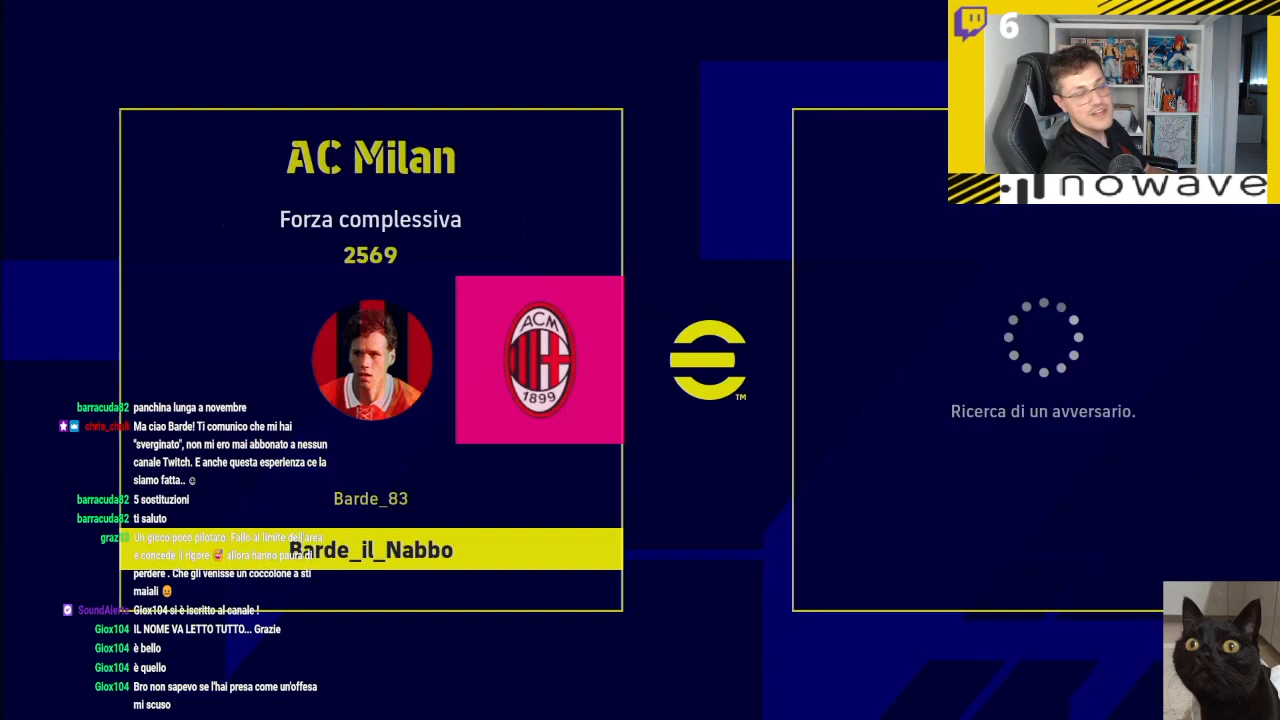 6
nowave
AC Milan
Forza complessiva
2569
ACM
1899
TM
Ricerca di un avversario.
Barde_83
Barde_il_Nabbo
barracuda82 panchina lunga a novembre
Ma ciao Barde! Ti comunico che mi hai
"sverginato", non mi ero mai abbonato a nessun
canale Twitch. E anche questa esperienza ce la
siamo fatta.. ☺
barracuda82 5 sostituzioni
barracuda82 ti saluto
Un gioco poco pilotato. Fallo al limite dell'area
e concede il rigore 🥰 allora hanno paura di
perdere . Che gli venisse un coccolone a sti
maiali 😡
SoundAlerts Giox104 si è iscritto al canale !
Giox104 IL NOME VA LETTO TUTTO... Grazie
Giox104 è bello
Giox104 è quello
Giox104 Bro non sapevo se l'hai presa come un'offesa
mi scuso